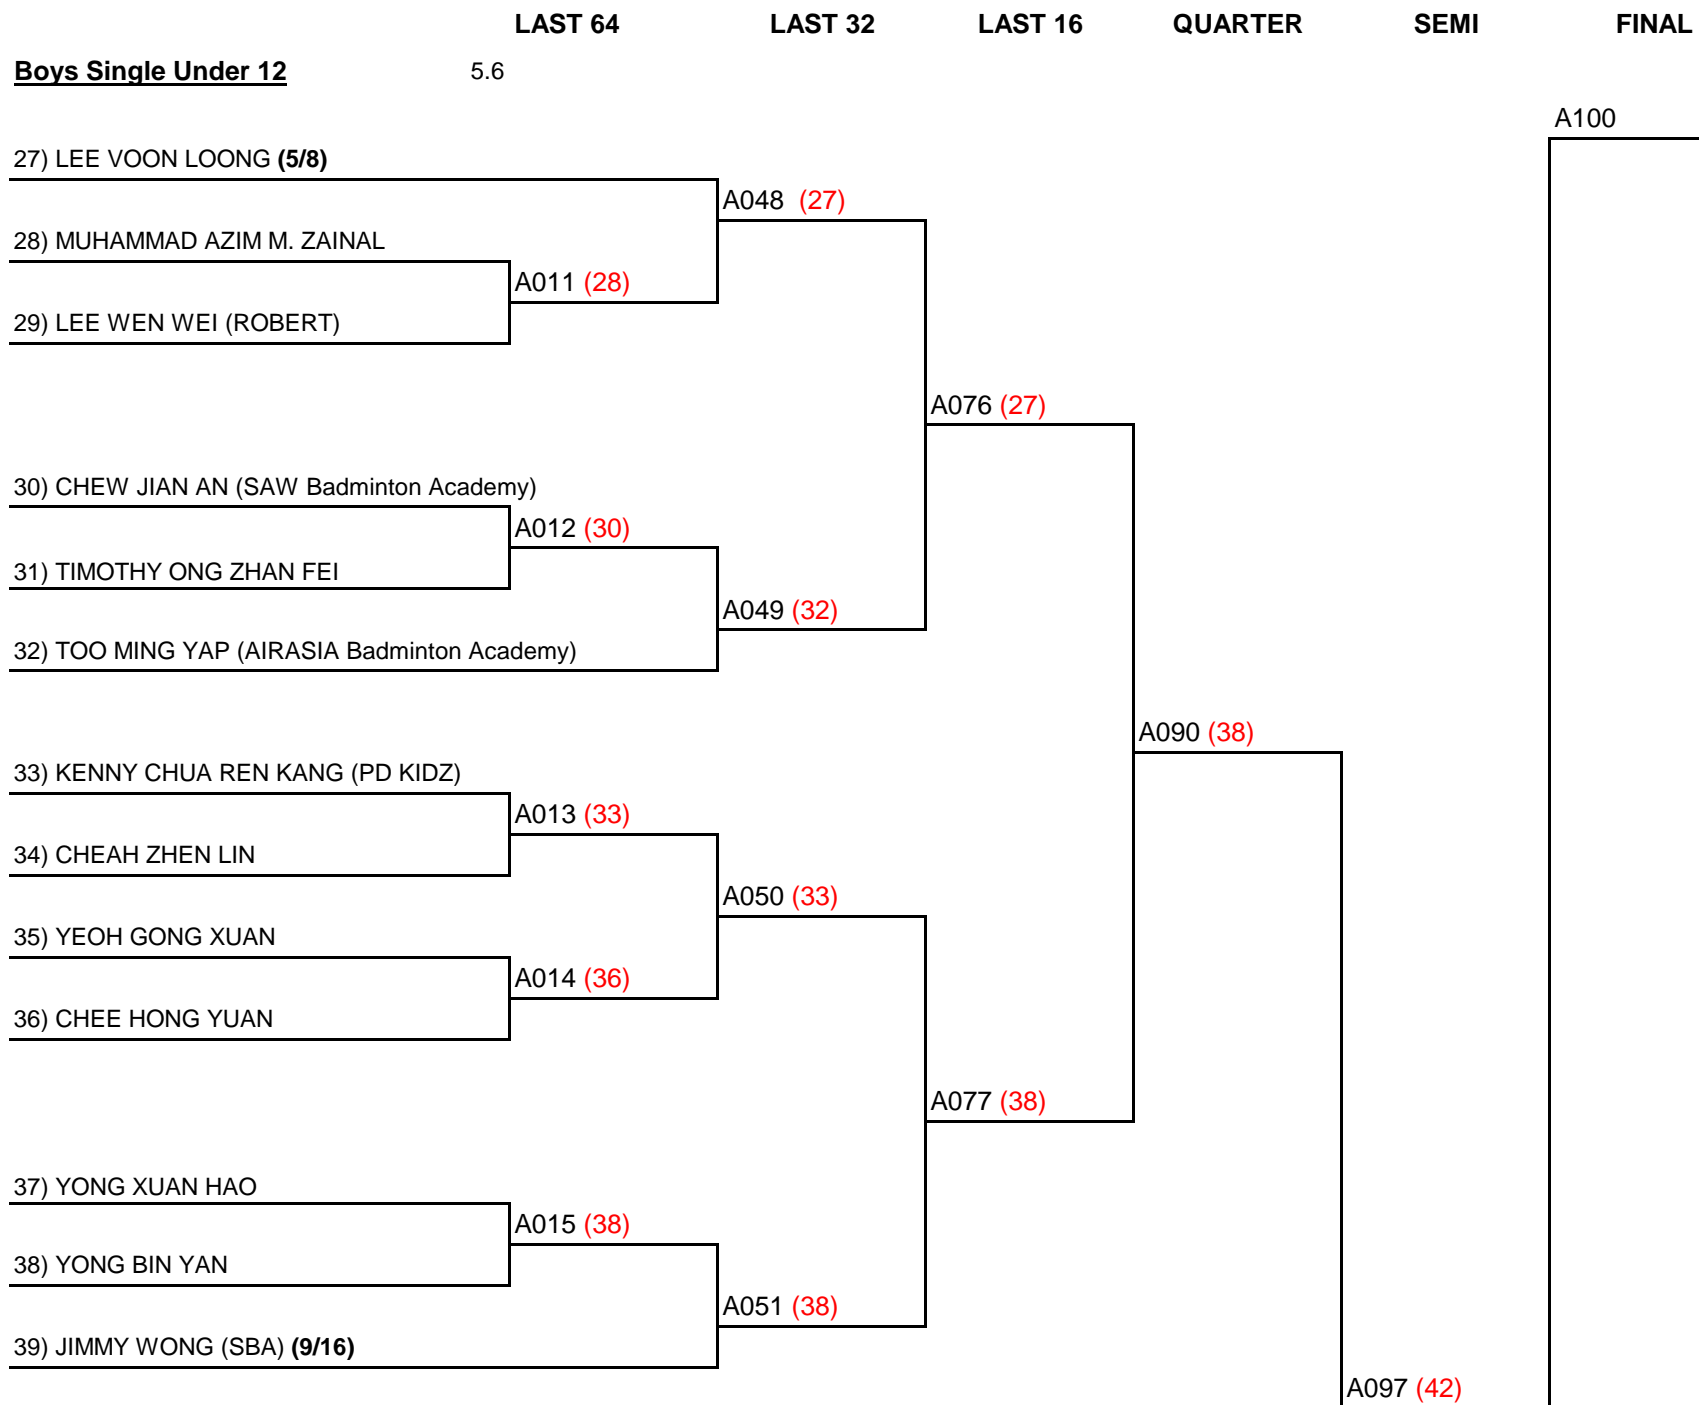 LAST 64 LAST 32 LAST 16 QUARTER SEMI FINAL
Boys Single Under 12 5.6
A100
27) LEE VOON LOONG (5/8)
A048 (27)
28) MUHAMMAD AZIM M. ZAINAL
A011 (28)
29) LEE WEN WEI (ROBERT)
A076 (27)
30) CHEW JIAN AN (SAW Badminton Academy)
A012 (30)
31) TIMOTHY ONG ZHAN FEI
A049 (32)
32) TOO MING YAP (AIRASIA Badminton Academy)
A090 (38)
33) KENNY CHUA REN KANG (PD KIDZ)
A013 (33)
34) CHEAH ZHEN LIN
A050 (33)
35) YEOH GONG XUAN
A014 (36)
36) CHEE HONG YUAN
A077 (38)
37) YONG XUAN HAO
A015 (38)
38) YONG BIN YAN
A051 (38)
39) JIMMY WONG (SBA) (9/16)
A097 (42)